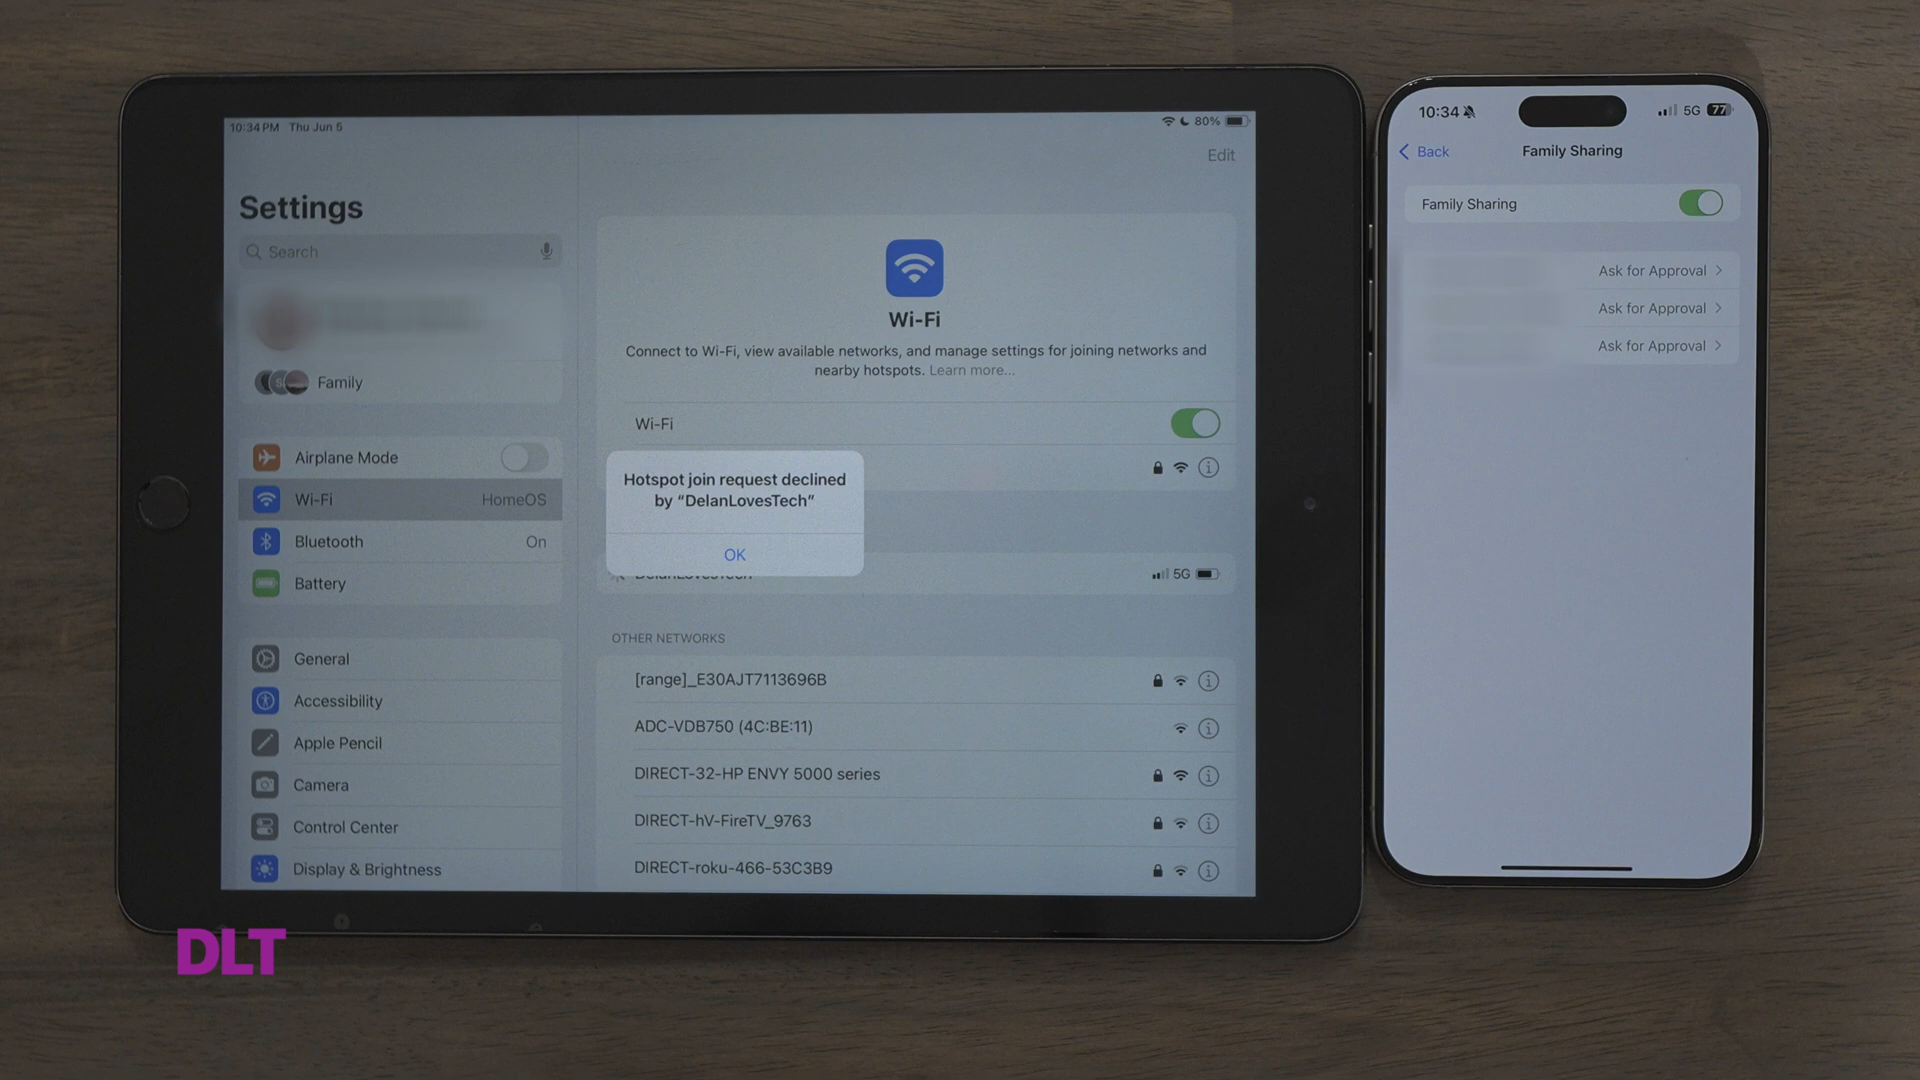 10:34 PM Thu Jun 5
80%
Edit
Settings
Search
Family
Airplane Mode
Wi-Fi HomeOS
Bluetooth On
Battery
General
Accessibility
Apple Pencil
Camera
Control Center
Display & Brightness
Wi-Fi
Connect to Wi-Fi, view available networks, and manage settings for joining networks and
nearby hotspots. Learn more...
Wi-Fi
Hotspot join request declined
by “DelanLovesTech”
OK
DelanLovesTech 5G
OTHER NETWORKS
[range]_E30AJT7113696B
ADC-VDB750 (4C:BE:11)
DIRECT-32-HP ENVY 5000 series
DIRECT-hV-FireTV_9763
DIRECT-roku-466-53C3B9
10:34 5G 77
Back Family Sharing
Family Sharing
Ask for Approval
Ask for Approval
Ask for Approval
DLT